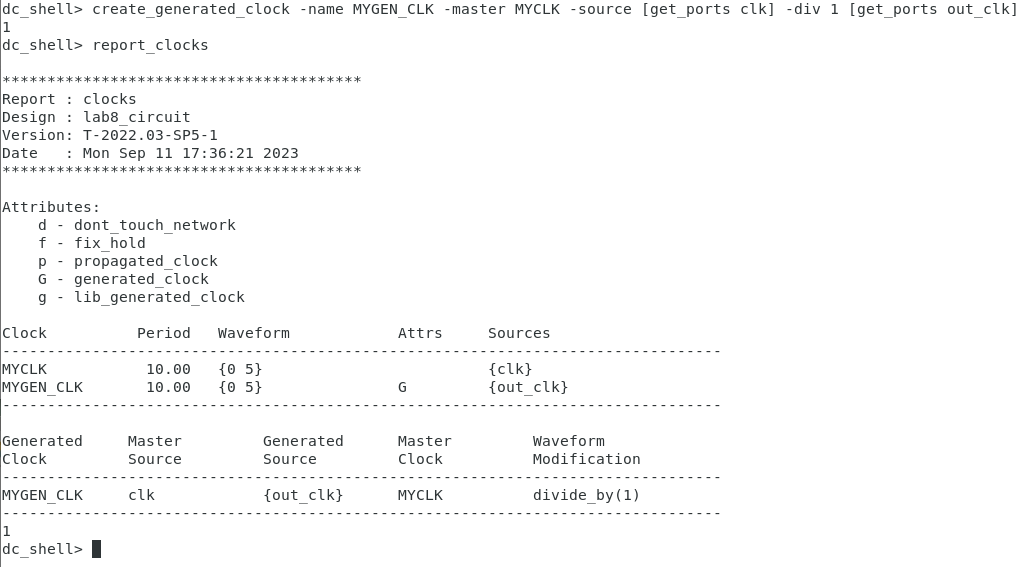 dc_shell> create_generated_clock -name MYGEN_CLK -master MYCLK -source [get_ports clk] -div 1 [get_ports out_clk]
1
dc_shell> report_clocks
****************************************
Report : clocks
Design : lab8_circuit
Version: T-2022.03-SP5-1
Date   : Mon Sep 11 17:36:21 2023
****************************************
Attributes:
    d - dont_touch_network
    f - fix_hold
    p - propagated_clock
    G - generated_clock
    g - lib_generated_clock
Clock          Period   Waveform            Attrs     Sources
--------------------------------------------------------------------------------
MYCLK           10.00   {0 5}                         {clk}
MYGEN_CLK       10.00   {0 5}               G         {out_clk}
--------------------------------------------------------------------------------
Generated     Master         Generated      Master         Waveform
Clock         Source         Source         Clock          Modification
--------------------------------------------------------------------------------
MYGEN_CLK     clk            {out_clk}      MYCLK          divide_by(1)
--------------------------------------------------------------------------------
1
dc_shell>